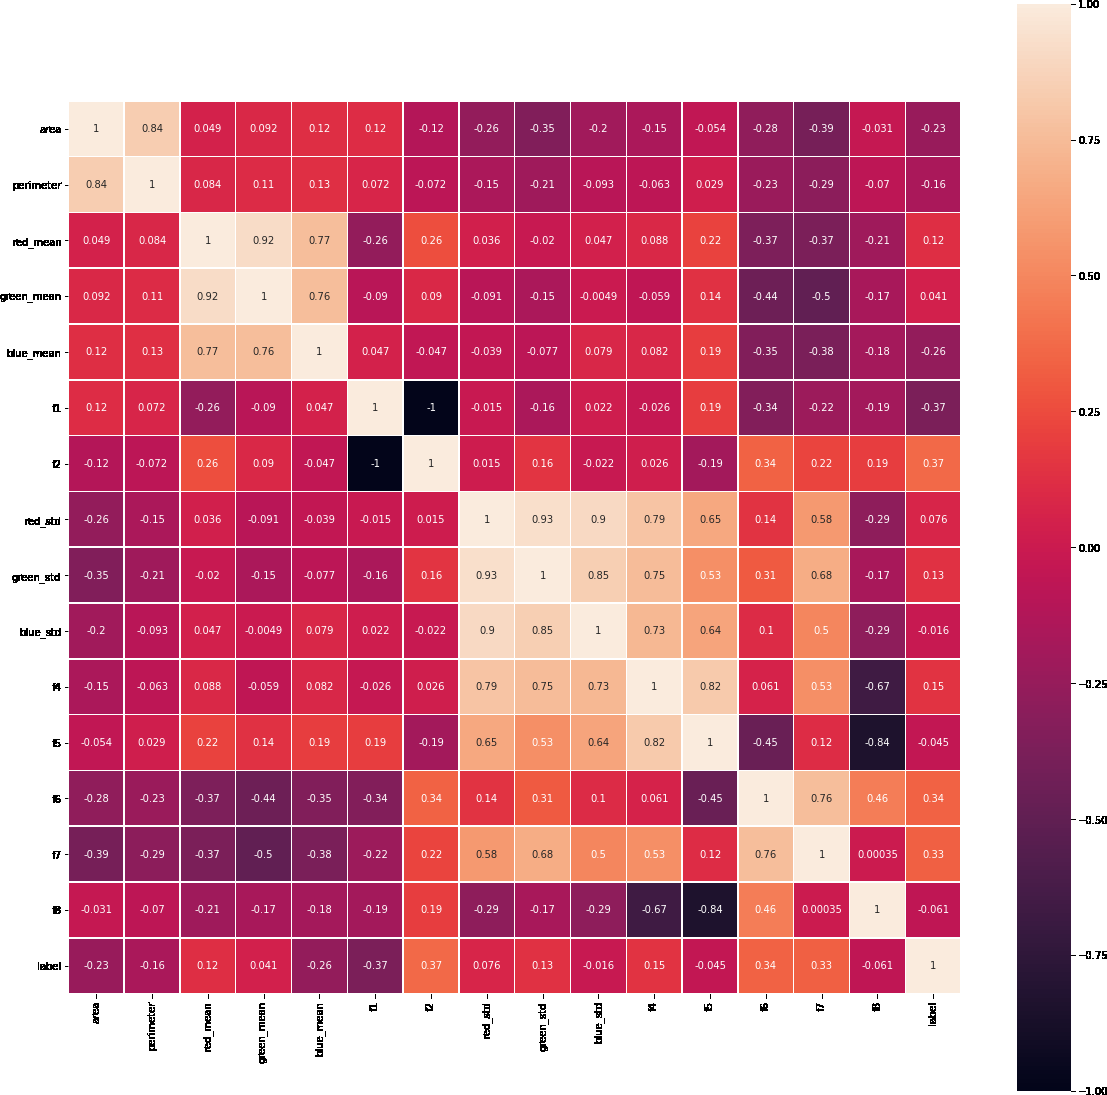 1.00
area 1 0.84 0.049 0.092 0.12 0.12 -0.12 -0.26 -0.35 -0.2 -0.15 -0.054 -0.28 -0.39 -0.031 -0.23
0.75
perimeter 0.84 1 0.084 0.11 0.13 0.072 -0.072 -0.15 -0.21 -0.093 -0.063 0.029 -0.23 -0.29 -0.07 -0.16
red_mean 0.049 0.084 1 0.92 0.77 -0.26 0.26 0.036 -0.02 0.047 0.088 0.22 -0.37 -0.37 -0.21 0.12
0.50
green_mean 0.092 0.11 0.92 1 0.76 -0.09 0.09 -0.091 -0.15 -0.0049 -0.059 0.14 -0.44 -0.5 -0.17 0.041
blue_mean 0.12 0.13 0.77 0.76 1 0.047 -0.047 -0.039 -0.077 0.079 0.082 0.19 -0.35 -0.38 -0.18 -0.26
0.25
f1 0.12 0.072 -0.26 -0.09 0.047 1 -1 -0.015 -0.16 0.022 -0.026 0.19 -0.34 -0.22 -0.19 -0.37
f2 -0.12 -0.072 0.26 0.09 -0.047 -1 1 0.015 0.16 -0.022 0.026 -0.19 0.34 0.22 0.19 0.37
red_std -0.26 -0.15 0.036 -0.091 -0.039 -0.015 0.015 1 0.93 0.9 0.79 0.65 0.14 0.58 -0.29 0.076
0.00
green_std -0.35 -0.21 -0.02 -0.15 -0.077 -0.16 0.16 0.93 1 0.85 0.75 0.53 0.31 0.68 -0.17 0.13
blue_std -0.2 -0.093 0.047 -0.0049 0.079 0.022 -0.022 0.9 0.85 1 0.73 0.64 0.1 0.5 -0.29 -0.016
f4 -0.15 -0.063 0.088 -0.059 0.082 -0.026 0.026 0.79 0.75 0.73 1 0.82 0.061 0.53 -0.67 0.15
-0.25
f5 -0.054 0.029 0.22 0.14 0.19 0.19 -0.19 0.65 0.53 0.64 0.82 1 -0.45 0.12 -0.84 -0.045
f6 -0.28 -0.23 -0.37 -0.44 -0.35 -0.34 0.34 0.14 0.31 0.1 0.061 -0.45 1 0.76 0.46 0.34
-0.50
f7 -0.39 -0.29 -0.37 -0.5 -0.38 -0.22 0.22 0.58 0.68 0.5 0.53 0.12 0.76 1 0.00035 0.33
f8 -0.031 -0.07 -0.21 -0.17 -0.18 -0.19 0.19 -0.29 -0.17 -0.29 -0.67 -0.84 0.46 0.00035 1 -0.061
-0.75
label -0.23 -0.16 0.12 0.041 -0.26 -0.37 0.37 0.076 0.13 -0.016 0.15 -0.045 0.34 0.33 -0.061 1
area perimeter red_mean green_mean blue_mean f1 f2 red_std green_std blue_std f4 f5 f6 f7 f8 label
-1.00